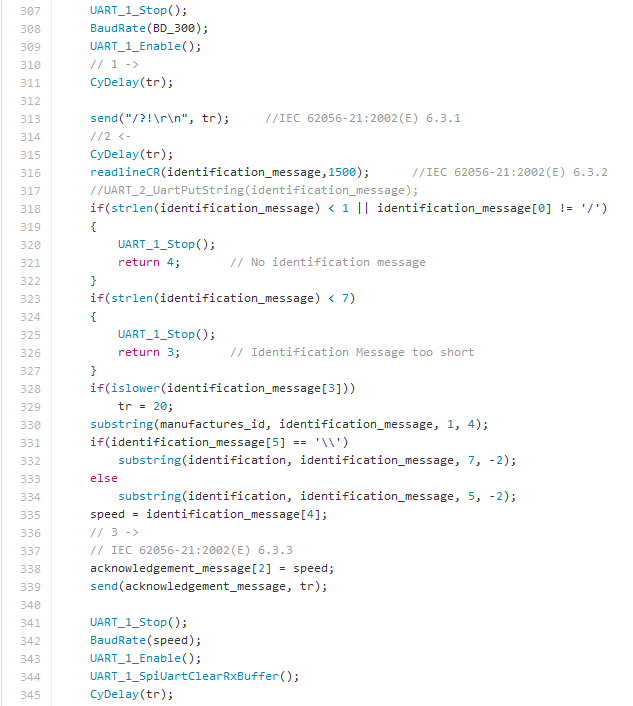 307 UART_1_Stop();
308 BaudRate(BD_300);
309 UART_1_Enable();
310 // 1 ->
311 CyDelay(tr);
312
313 send("/?!\r\n", tr); //IEC 62056-21:2002(E) 6.3.1
314 //2 <-
315 CyDelay(tr);
316 readlineCR(identification_message,1500); //IEC 62056-21:2002(E) 6.3.2
317 //UART_2_UartPutString(identification_message);
318 if(strlen(identification_message) < 1 || identification_message[0] != '/')
319 {
320 UART_1_Stop();
321 return 4; // No identification message
322 }
323 if(strlen(identification_message) < 7)
324 {
325 UART_1_Stop();
326 return 3; // Identification Message too short
327 }
328 if(islower(identification_message[3]))
329 tr = 20;
330 substring(manufactures_id, identification_message, 1, 4);
331 if(identification_message[5] == '\\')
332 substring(identification, identification_message, 7, -2);
333 else
334 substring(identification, identification_message, 5, -2);
335 speed = identification_message[4];
336 // 3 ->
337 // IEC 62056-21:2002(E) 6.3.3
338 acknowledgement_message[2] = speed;
339 send(acknowledgement_message, tr);
340
341 UART_1_Stop();
342 BaudRate(speed);
343 UART_1_Enable();
344 UART_1_SpiUartClearRxBuffer();
345 CyDelay(tr);